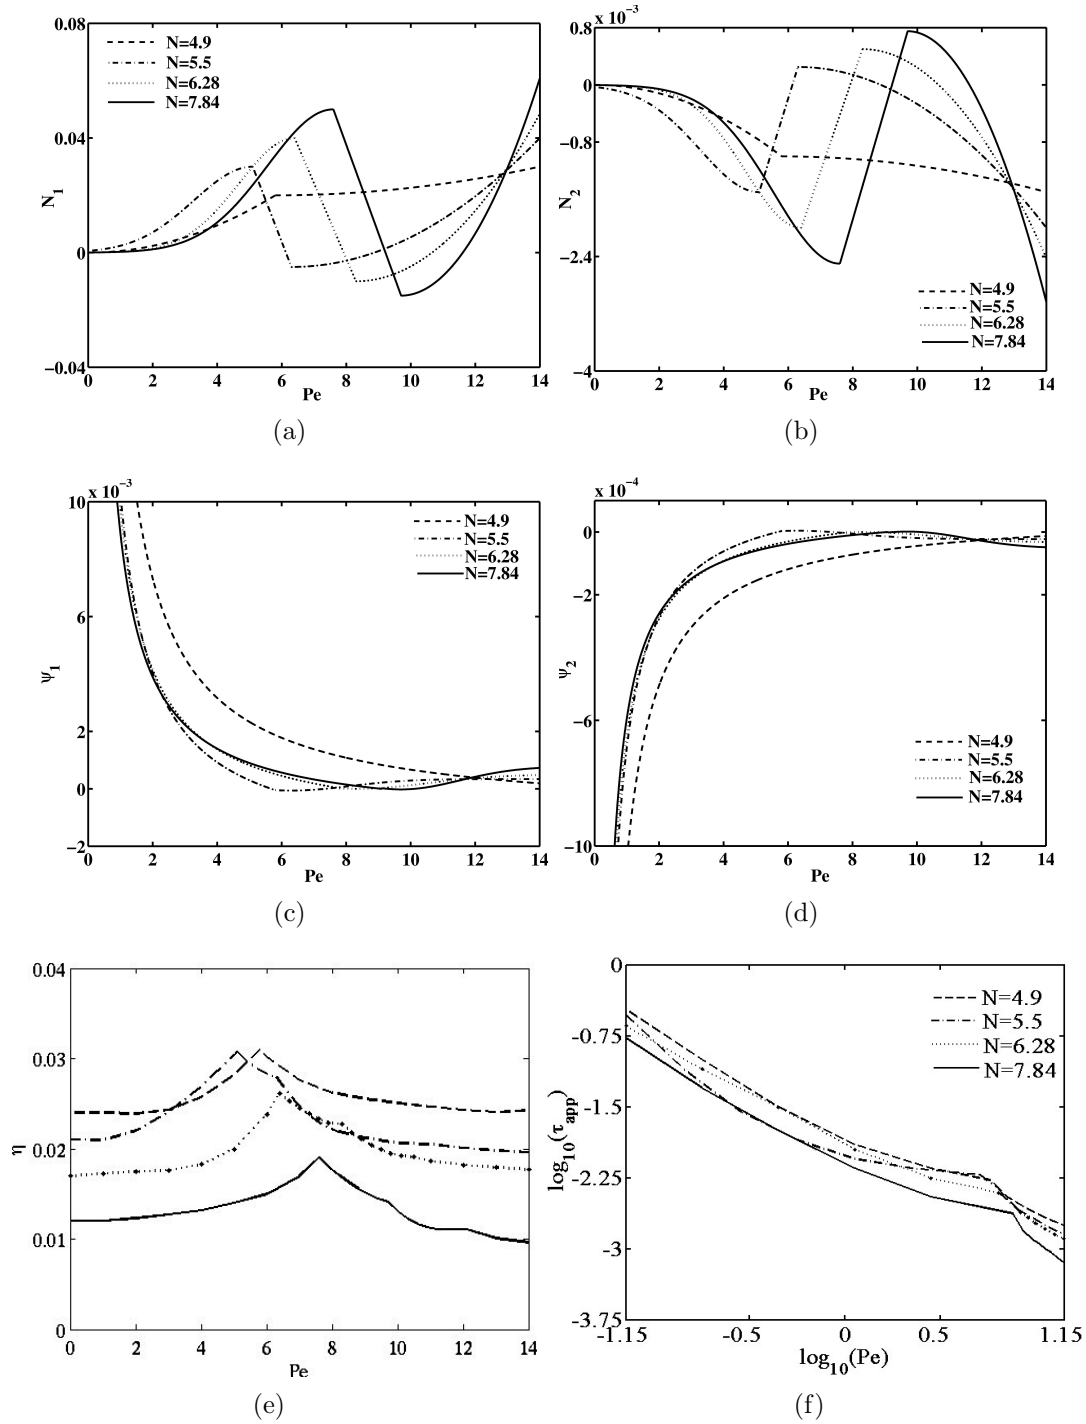 0.08
N=4.9
N=5.5
N=6.28
N=7.84
0.04
0
−0.04
N1
0 2 4 6 8 10 12 14
Pe
(a)
x 10−3
0.8
0
−0.8
−2.4
−4
N2
N=4.9
N=5.5
N=6.28
N=7.84
0 2 4 6 8 10 12 14
Pe
(b)
x 10−3
10
6
2
0
−2
ψ1
N=4.9
N=5.5
N=6.28
N=7.84
0 2 4 6 8 10 12 14
Pe
(c)
x 10−4
0
−2
−6
−10
ψ2
N=4.9
N=5.5
N=6.28
N=7.84
0 2 4 6 8 10 12 14
Pe
(d)
0.04
0.03
0.02
0.01
0
η
0 2 4 6 8 10 12 14
Pe
(e)
0
-0.75
-1.5
-2.25
-3
-3.75
log10(τapp)
N=4.9
N=5.5
N=6.28
N=7.84
-1.15 -0.5 0 0.5 1.15
log10(Pe)
(f)